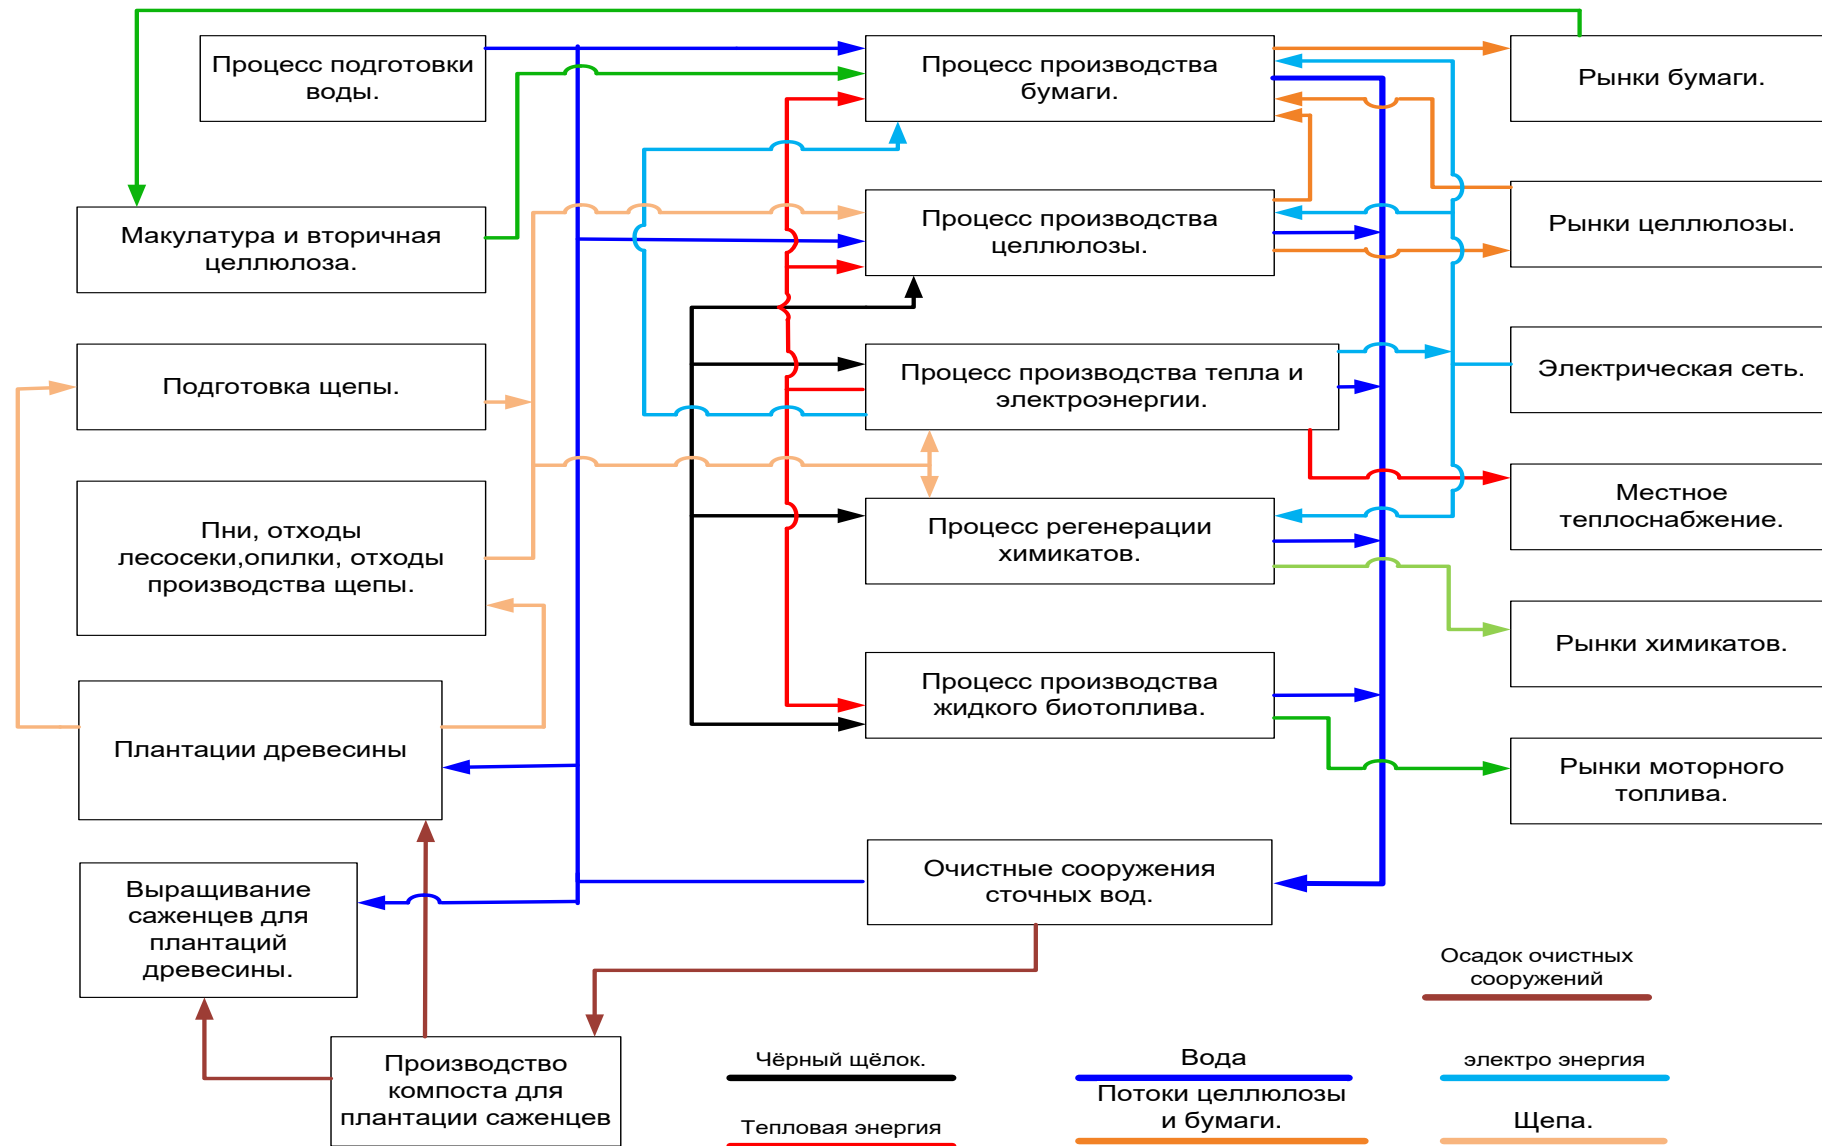 Процесс подготовки
воды.
Процесс производства
бумаги.
Рынки бумаги.
Макулатура и вторичная
целлюлоза.
Процесс производства
целлюлозы.
Рынки целлюлозы.
Подготовка щепы.
Процесс производства тепла и
электроэнергии.
Электрическая сеть.
Пни, отходы
лесосеки,опилки, отходы
производства щепы.
Процесс регенерации
химикатов.
Местное
теплоснабжение.
Рынки химикатов.
Плантации древесины
Процесс производства
жидкого биотоплива.
Рынки моторного
топлива.
Выращивание
саженцев для
плантаций
древесины.
Очистные сооружения
сточных вод.
Осадок очистных
сооружений
Производство
компоста для
плантации саженцев
Чёрный щёлок.
Вода
электро энергия
Тепловая энергия
Потоки целлюлозы
и бумаги.
Щепа.